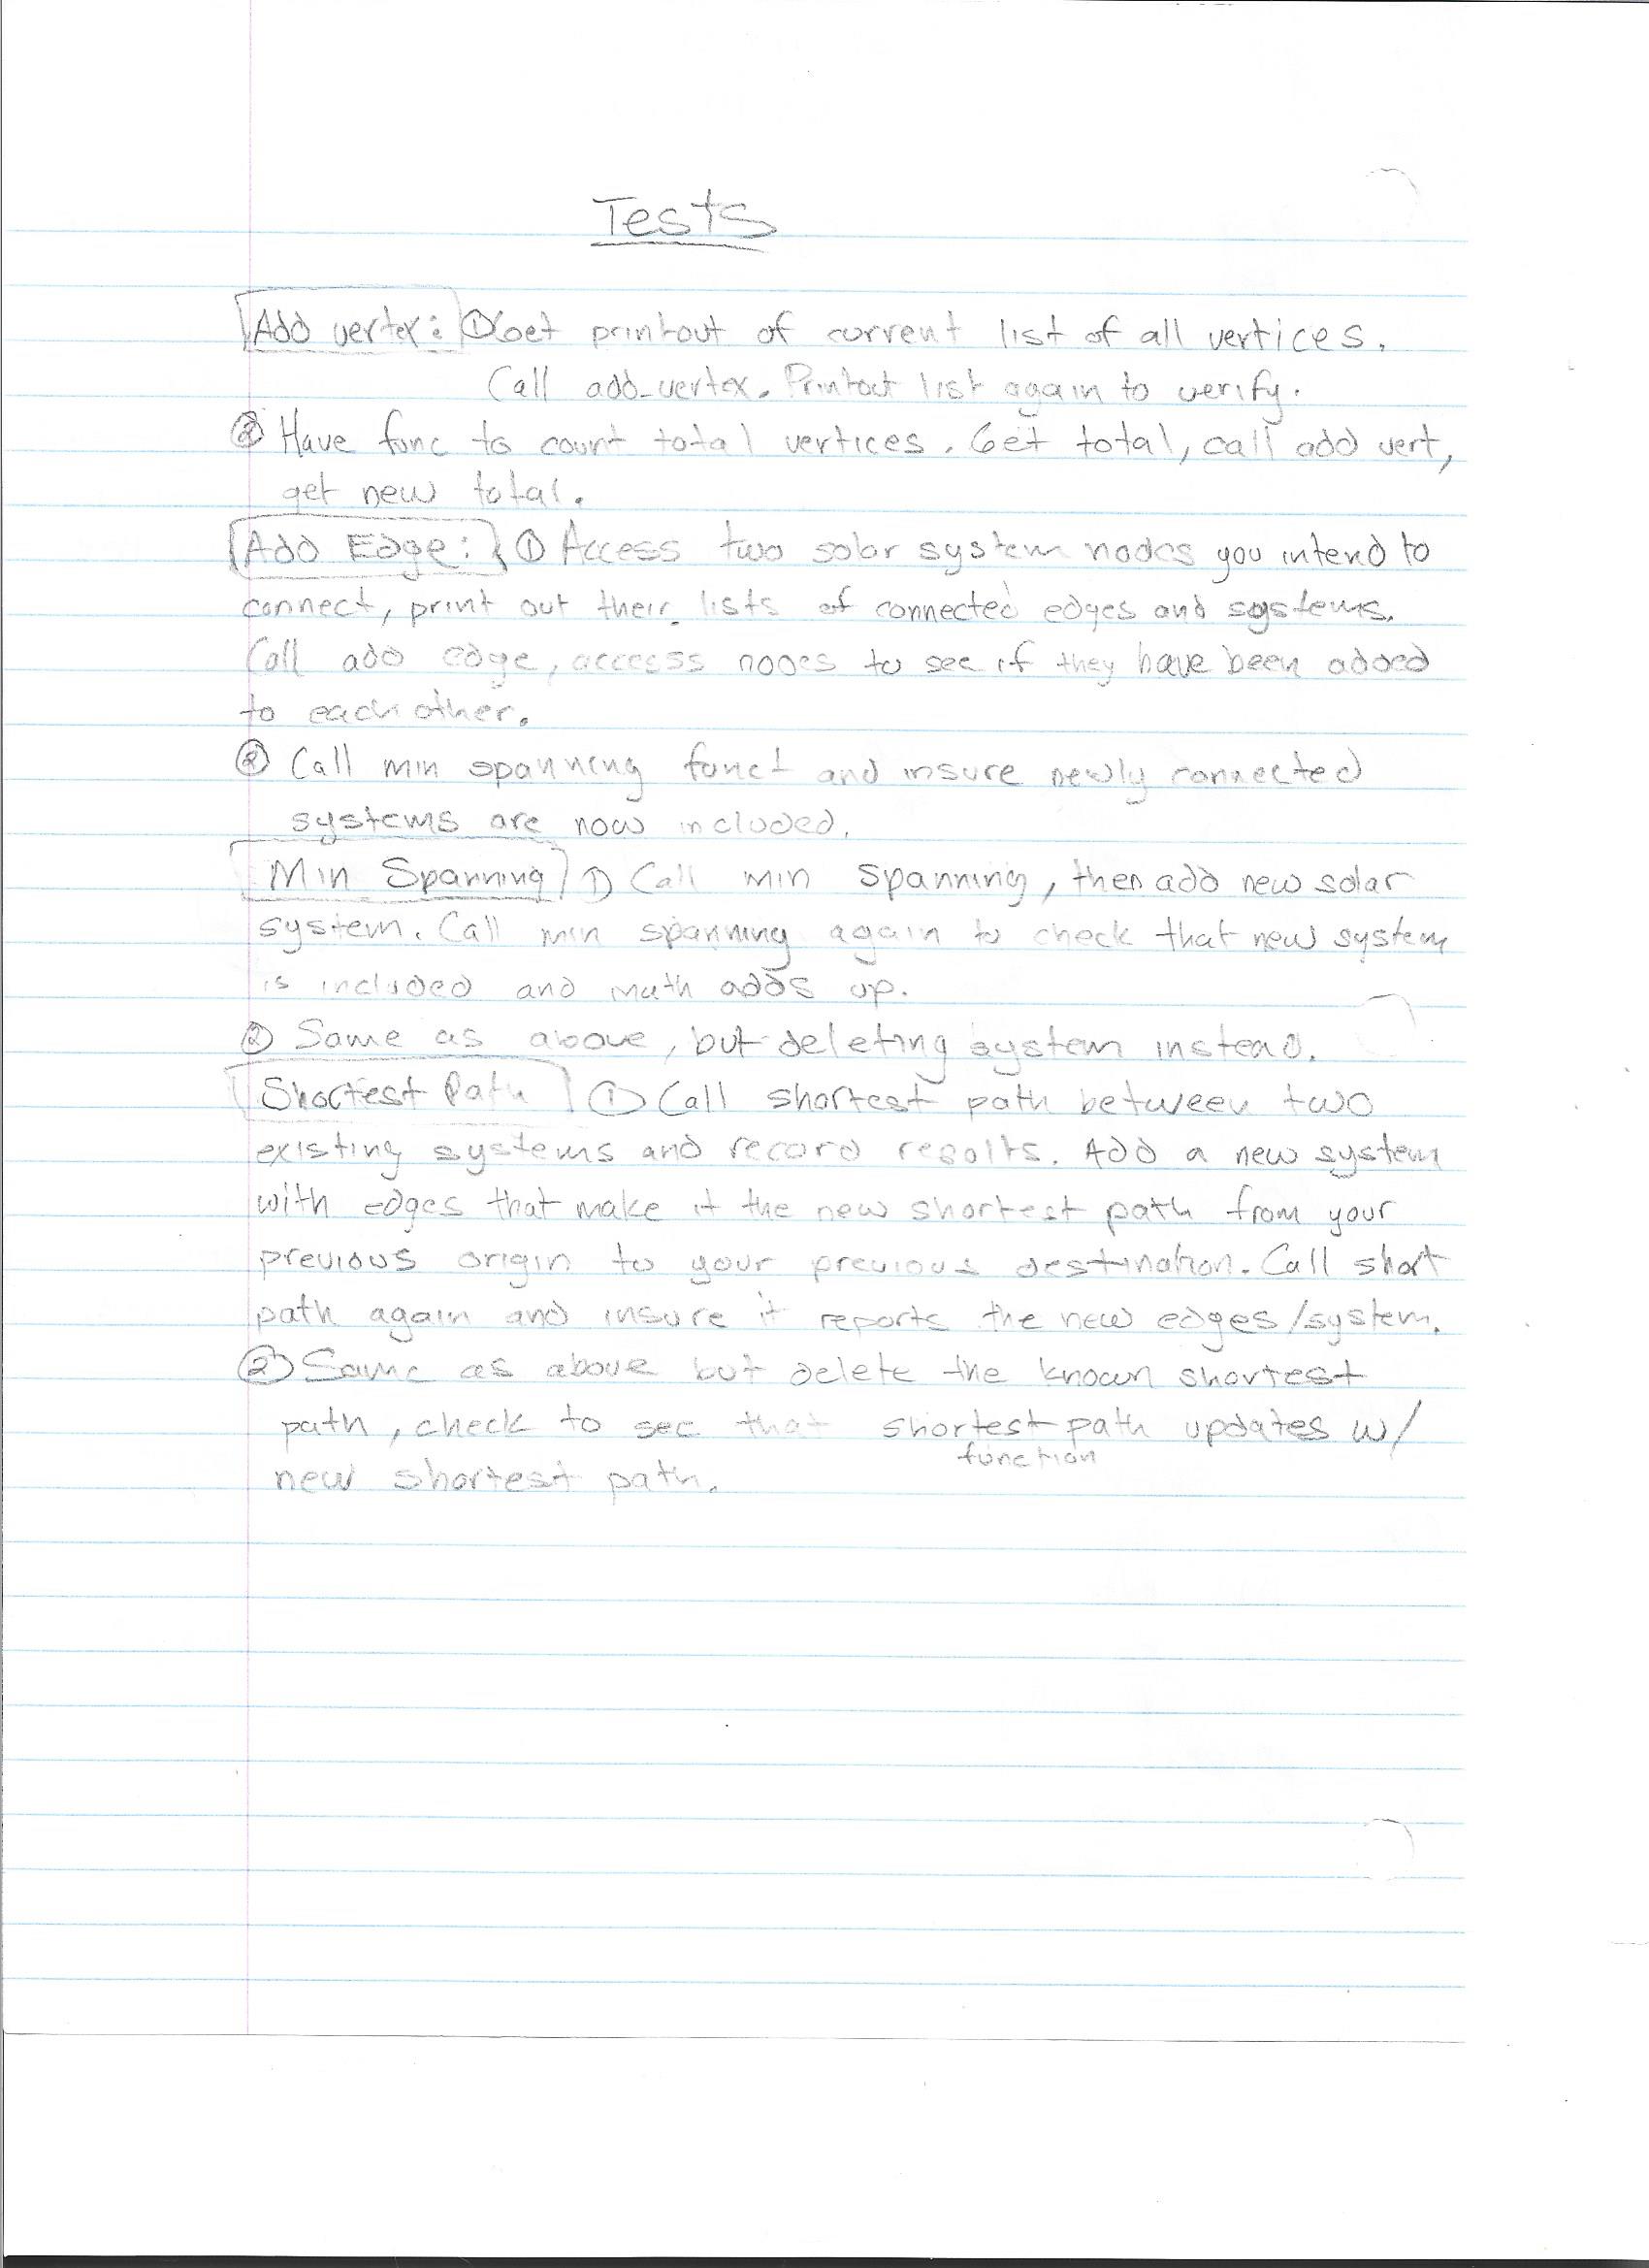 Tests
Add vertex: ① Get printout of current list of all vertices.
Call add_vertex. Printout list again to verify.
② Have func to count total vertices. Get total, call add vert,
get new total.
Add Edge: ① Access two solar system nodes you intend to
connect, print out their lists of connected edges and systems.
Call add edge, accesss nodes to see if they have been added
to each other.
② Call min spanning funct and insure newly connected
systems are now included.
Min Spanning ① Call min spanning, then add new solar
system. Call min spanning again to check that new system
is included and math adds up.
② Same as above, but deleting system instead.
Shortest Path ① Call shortest path between two
existing systems and record results. Add a new system
with edges that make it the new shortest path from your
previous origin to your previous destination. Call short
path again and insure it reports the new edges/system.
② Same as above but delete the known shortest
path, check to see that shortest path updates w/
function
new shortest path.